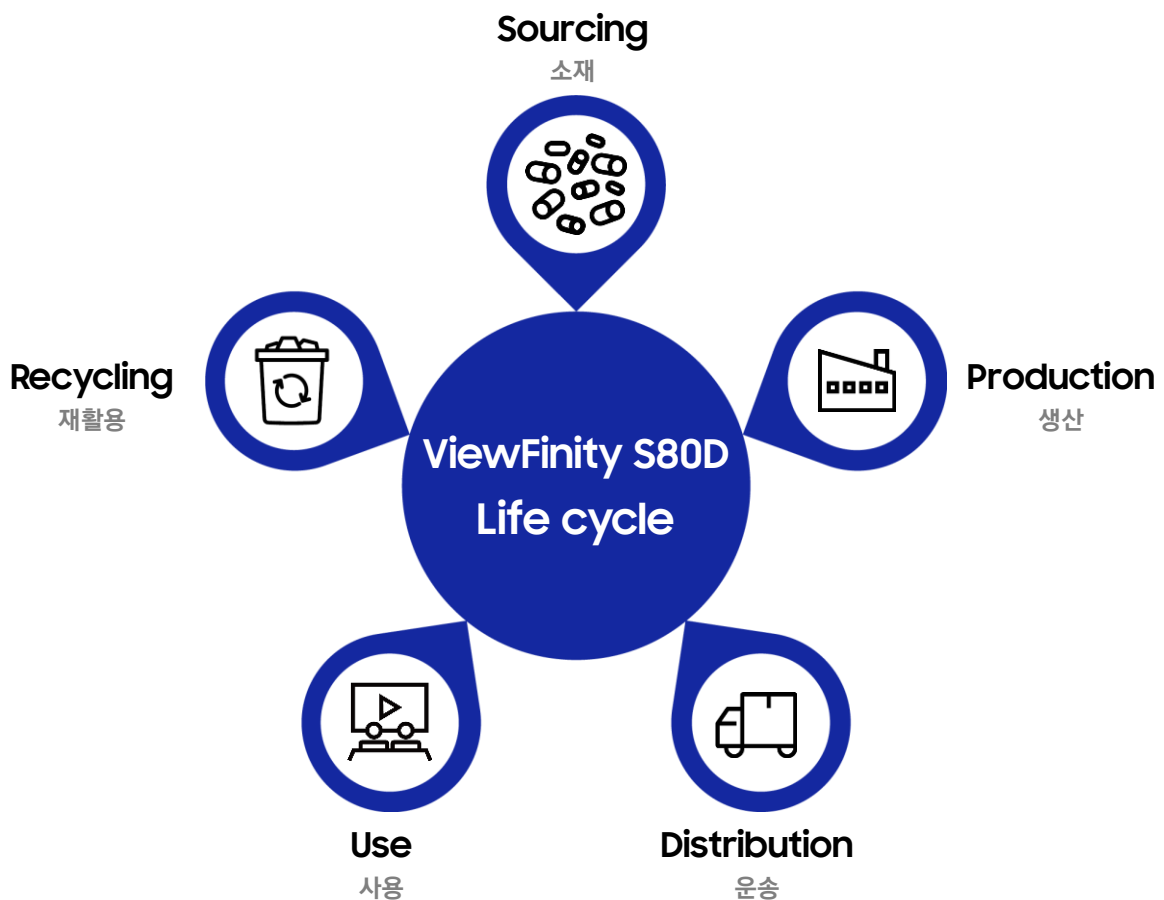 Sourcing
소재
Recycling
재활용
Production
생산
ViewFinity S80D
Life cycle
Use
사용
Distribution
운송